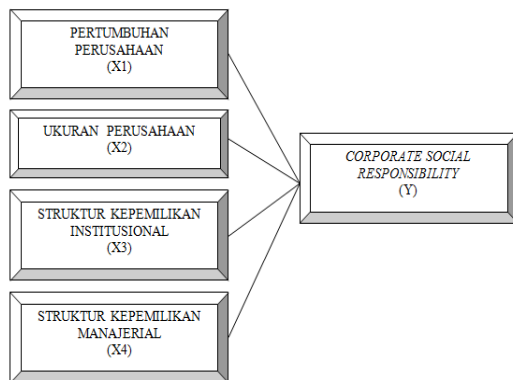 PERTUMBUHAN
PERUSAHAAN
(X1)
UKURAN PERUSAHAAN
(X2)
STRUKTUR KEPEMILIKAN
INSTITUSIONAL
(X3)
STRUKTUR KEPEMILIKAN
MANAJERIAL
(X4)
CORPORATE SOCIAL
RESPONSIBILITY
(Y)